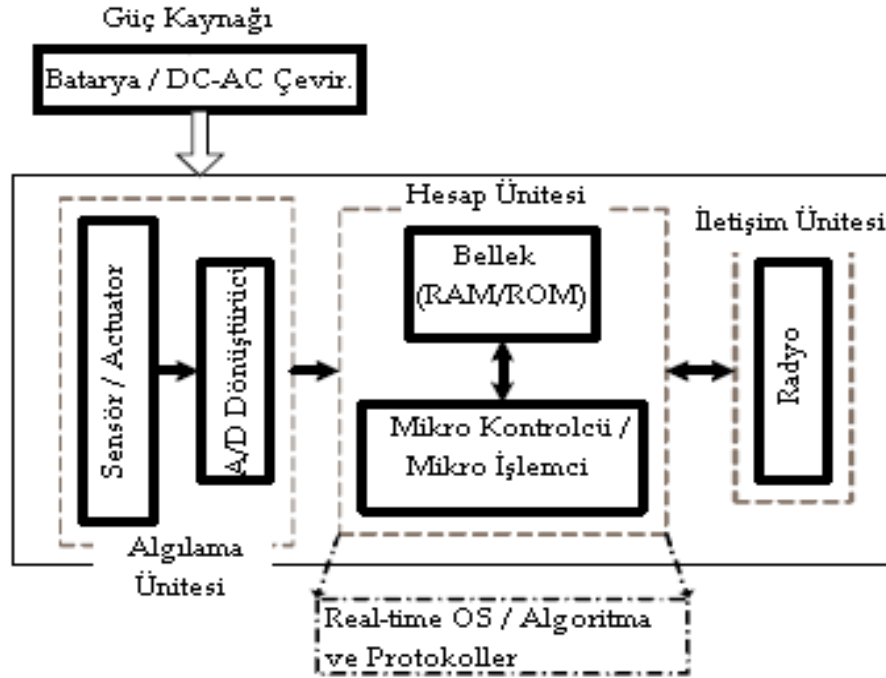 Güç Kaynağı
Batarya / DC-AC Çevir.
Hesap Ünitesi
İletişim Ünitesi
Sensör / Actuator
A/D Dönüştürücü
Bellek
(RAM/ROM)
Mikro Kontrolcü /
Mikro İşlemci
Radyo
Algılama
Ünitesi
Real-time OS / Algoritma
ve Protokoller